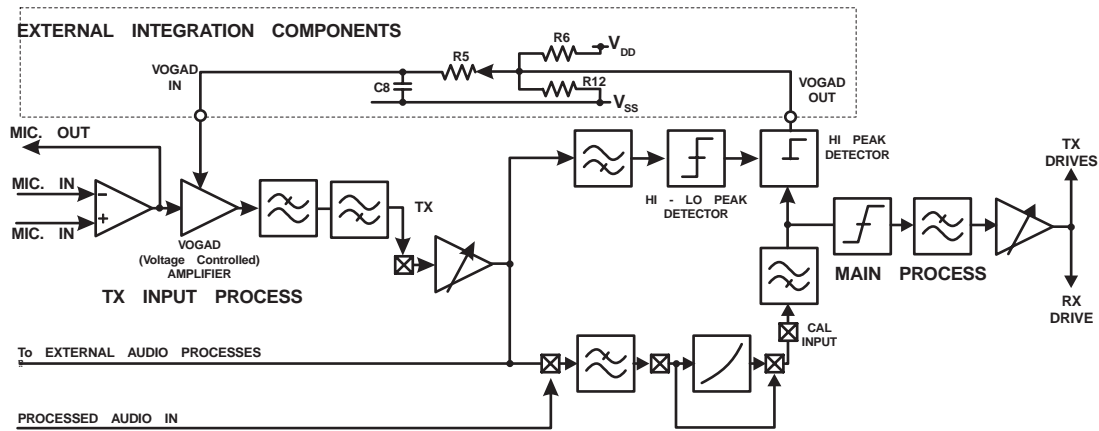 EXTERNAL INTEGRATION COMPONENTS
R6
VDD
R5
VOGAD
IN
C8
R12
VSS
VOGAD
OUT
MIC. OUT
HI PEAK
DETECTOR
TX
DRIVES
MIC. IN
−
+
MIC. IN
HI - LO PEAK
DETECTOR
TX
VOGAD
(Voltage Controlled)
AMPLIFIER
TX INPUT PROCESS
MAIN PROCESS
RX
DRIVE
CAL
INPUT
To EXTERNAL AUDIO PROCESSES
PROCESSED AUDIO IN